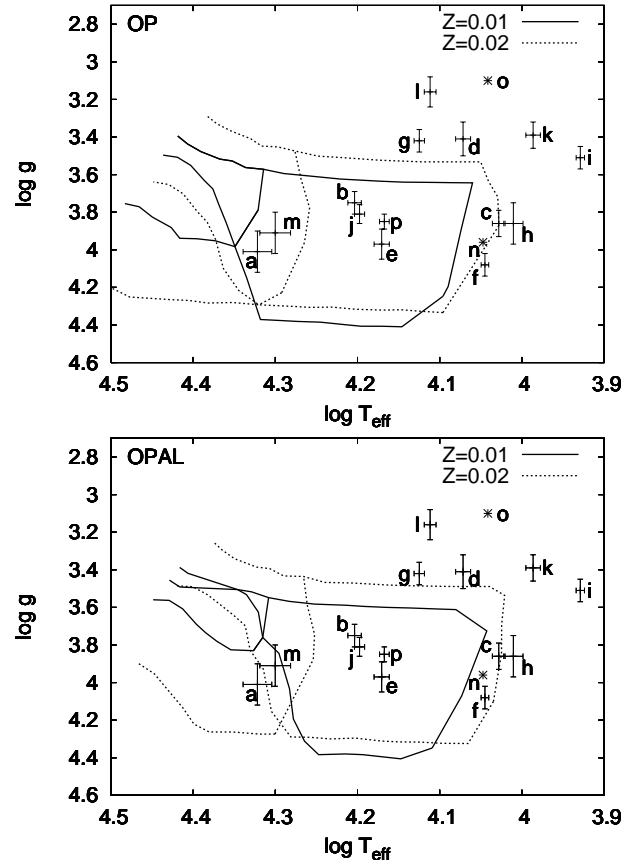 OP
Z=0.01
Z=0.02
2.8
3
3.2
3.4
3.6
3.8
4
4.2
4.4
4.6
log g
l
o
g
d
k
i
b
j
p
e
c
h
n
f
m
a
4.5
4.4
4.3
4.2
4.1
4
3.9
log T_eff
OPAL
Z=0.01
Z=0.02
2.8
3
3.2
3.4
3.6
3.8
4
4.2
4.4
4.6
log g
l
o
g
d
k
i
b
j
p
e
c
h
n
f
m
a
4.5
4.4
4.3
4.2
4.1
4
3.9
log T_eff